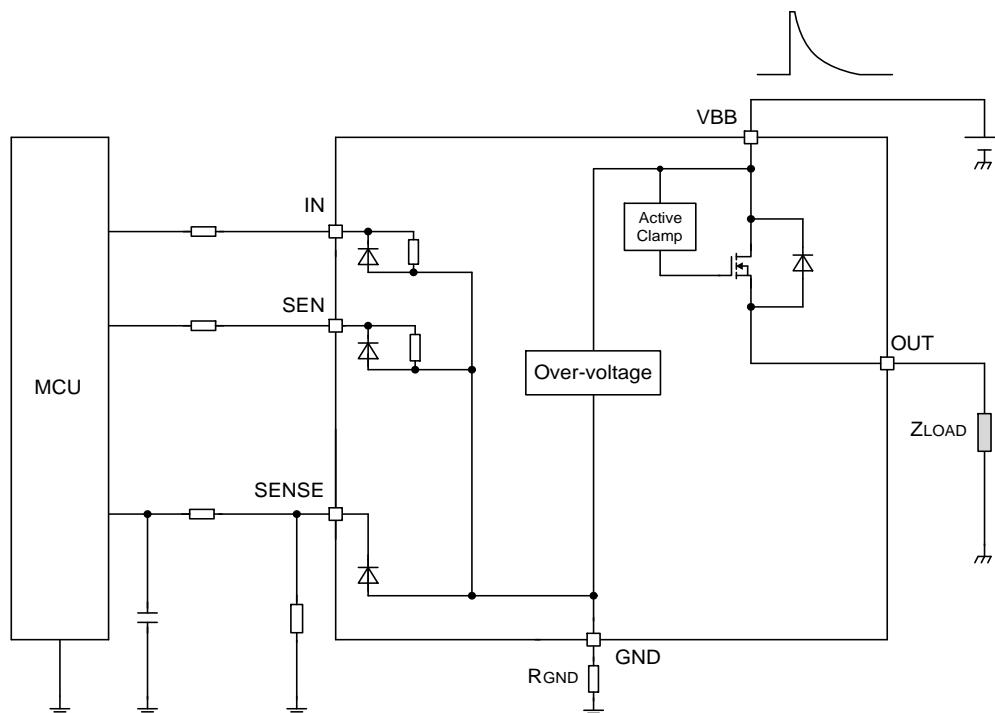 VBB
IN
Active
Clamp
SEN
OUT
Over-voltage
MCU
ZLOAD
SENSE
GND
RGND